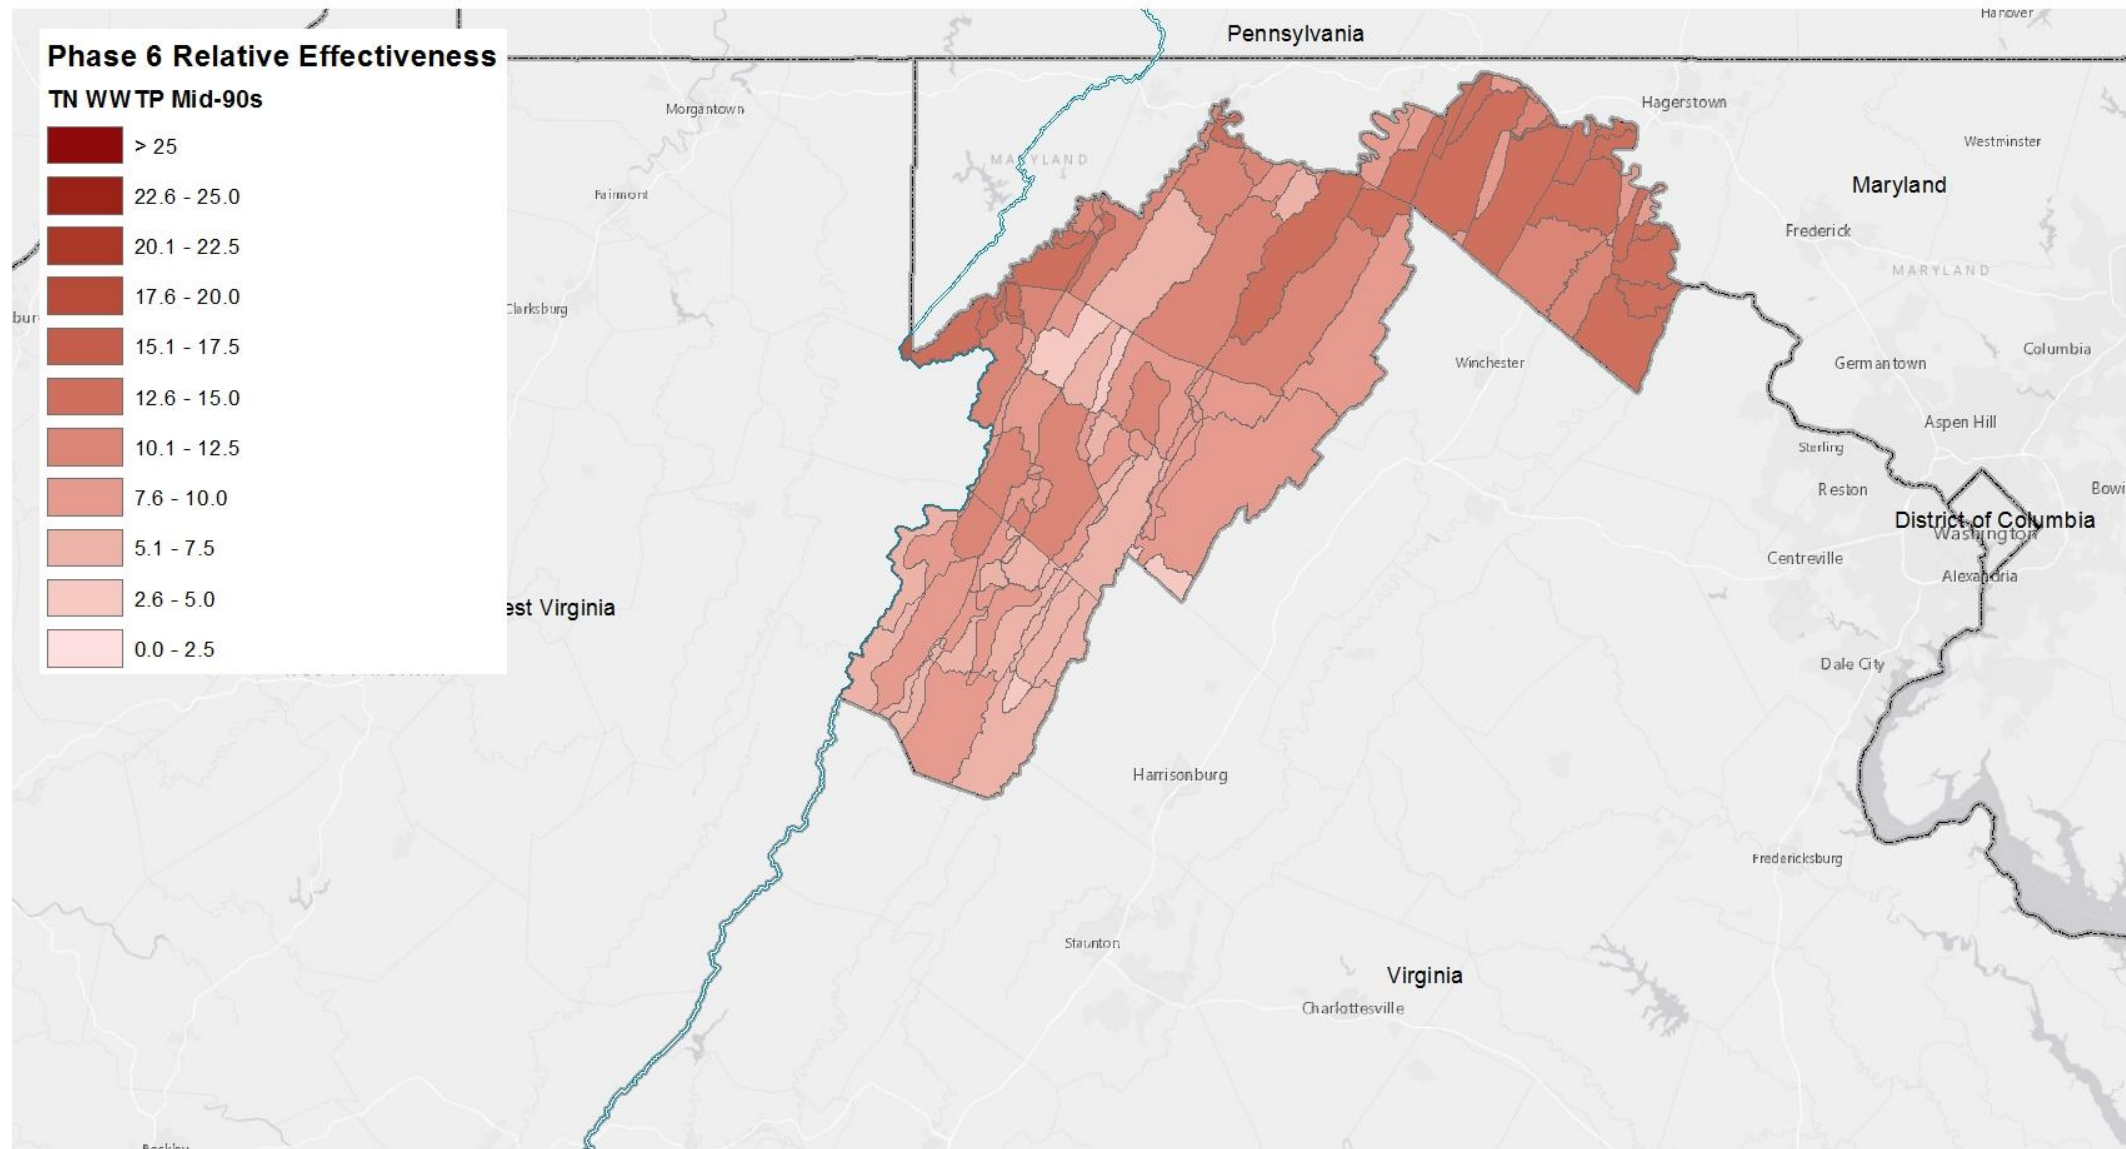 Phase 6 Relative Effectiveness
TN WWTP Mid-90s
> 25
22.6 - 25.0
20.1 - 22.5
17.6 - 20.0
15.1 - 17.5
12.6 - 15.0
10.1 - 12.5
7.6 - 10.0
5.1 - 7.5
2.6 - 5.0
0.0 - 2.5
Hanover
Pennsylvania
Morgantown
Hagerstown
Westminster
MARYLAND
Maryland
Fairmont
Frederick
MARYLAND
Clarksburg
Winchester
Germantown
Columbia
Aspen Hill
Sterling
Reston
Bowi
District of Columbia
Washington
Centreville
Alexandria
est Virginia
Dale City
Harrisonburg
Fredericksburg
Staunton
Virginia
Charlottesville